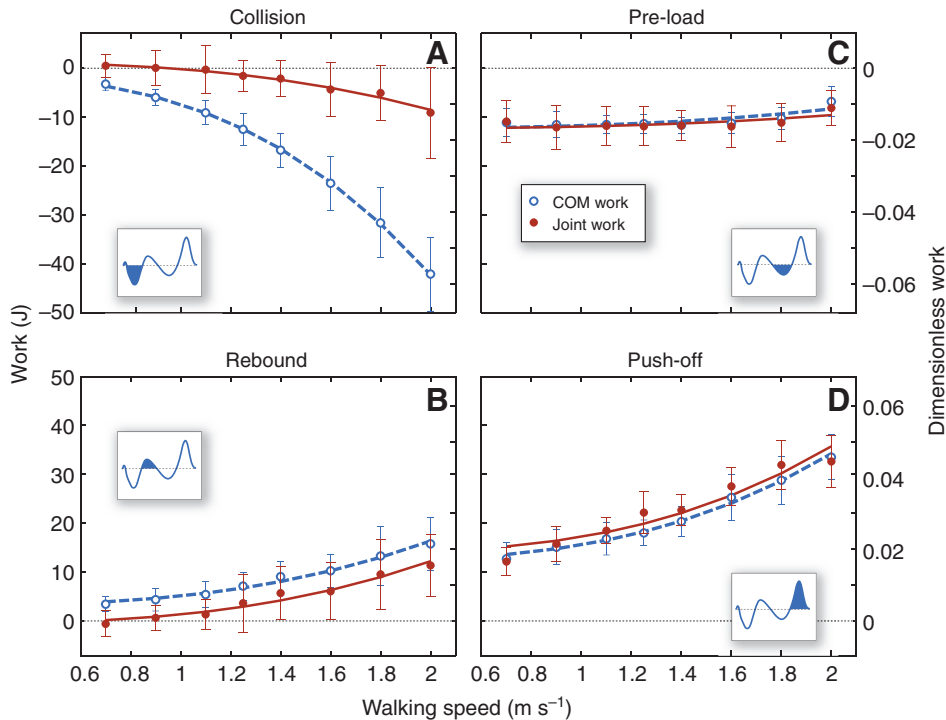 Collision
Pre-load
A
C
0
–10
–20
–30
–40
–50
0
–0.02
–0.04
–0.06
COM work
Joint work
Work (J)
Dimensionless work
Rebound
Push-off
B
D
50
40
30
20
10
0
0.06
0.04
0.02
0
0.6 0.8 1 1.2 1.4 1.6 1.8 2
0.6 0.8 1 1.2 1.4 1.6 1.8 2
Walking speed (m s–1)